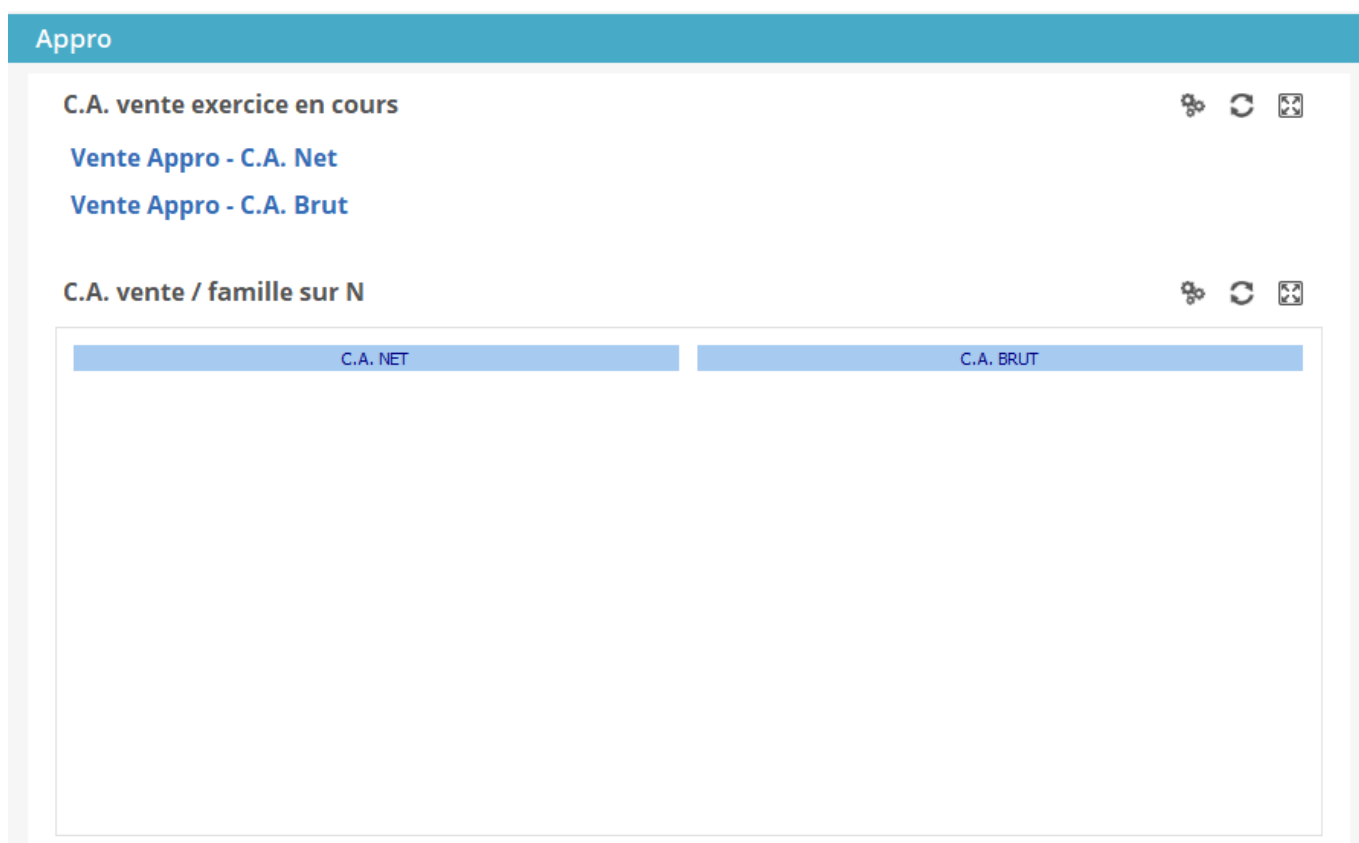 Appro
C.A. vente exercice en cours
Vente Appro - C.A. Net
Vente Appro - C.A. Brut
C.A. vente / famille sur N
C.A. NET
C.A. BRUT